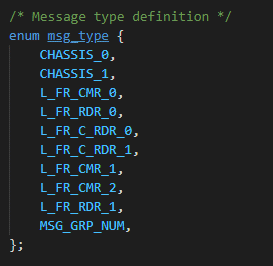 /* Message type definition */
enum msg_type {
CHASSIS_0,
CHASSIS_1,
L_FR_CMR_0,
L_FR_RDR_0,
L_FR_C_RDR_0,
L_FR_C_RDR_1,
L_FR_CMR_1,
L_FR_CMR_2,
L_FR_RDR_1,
MSG_GRP_NUM,
};